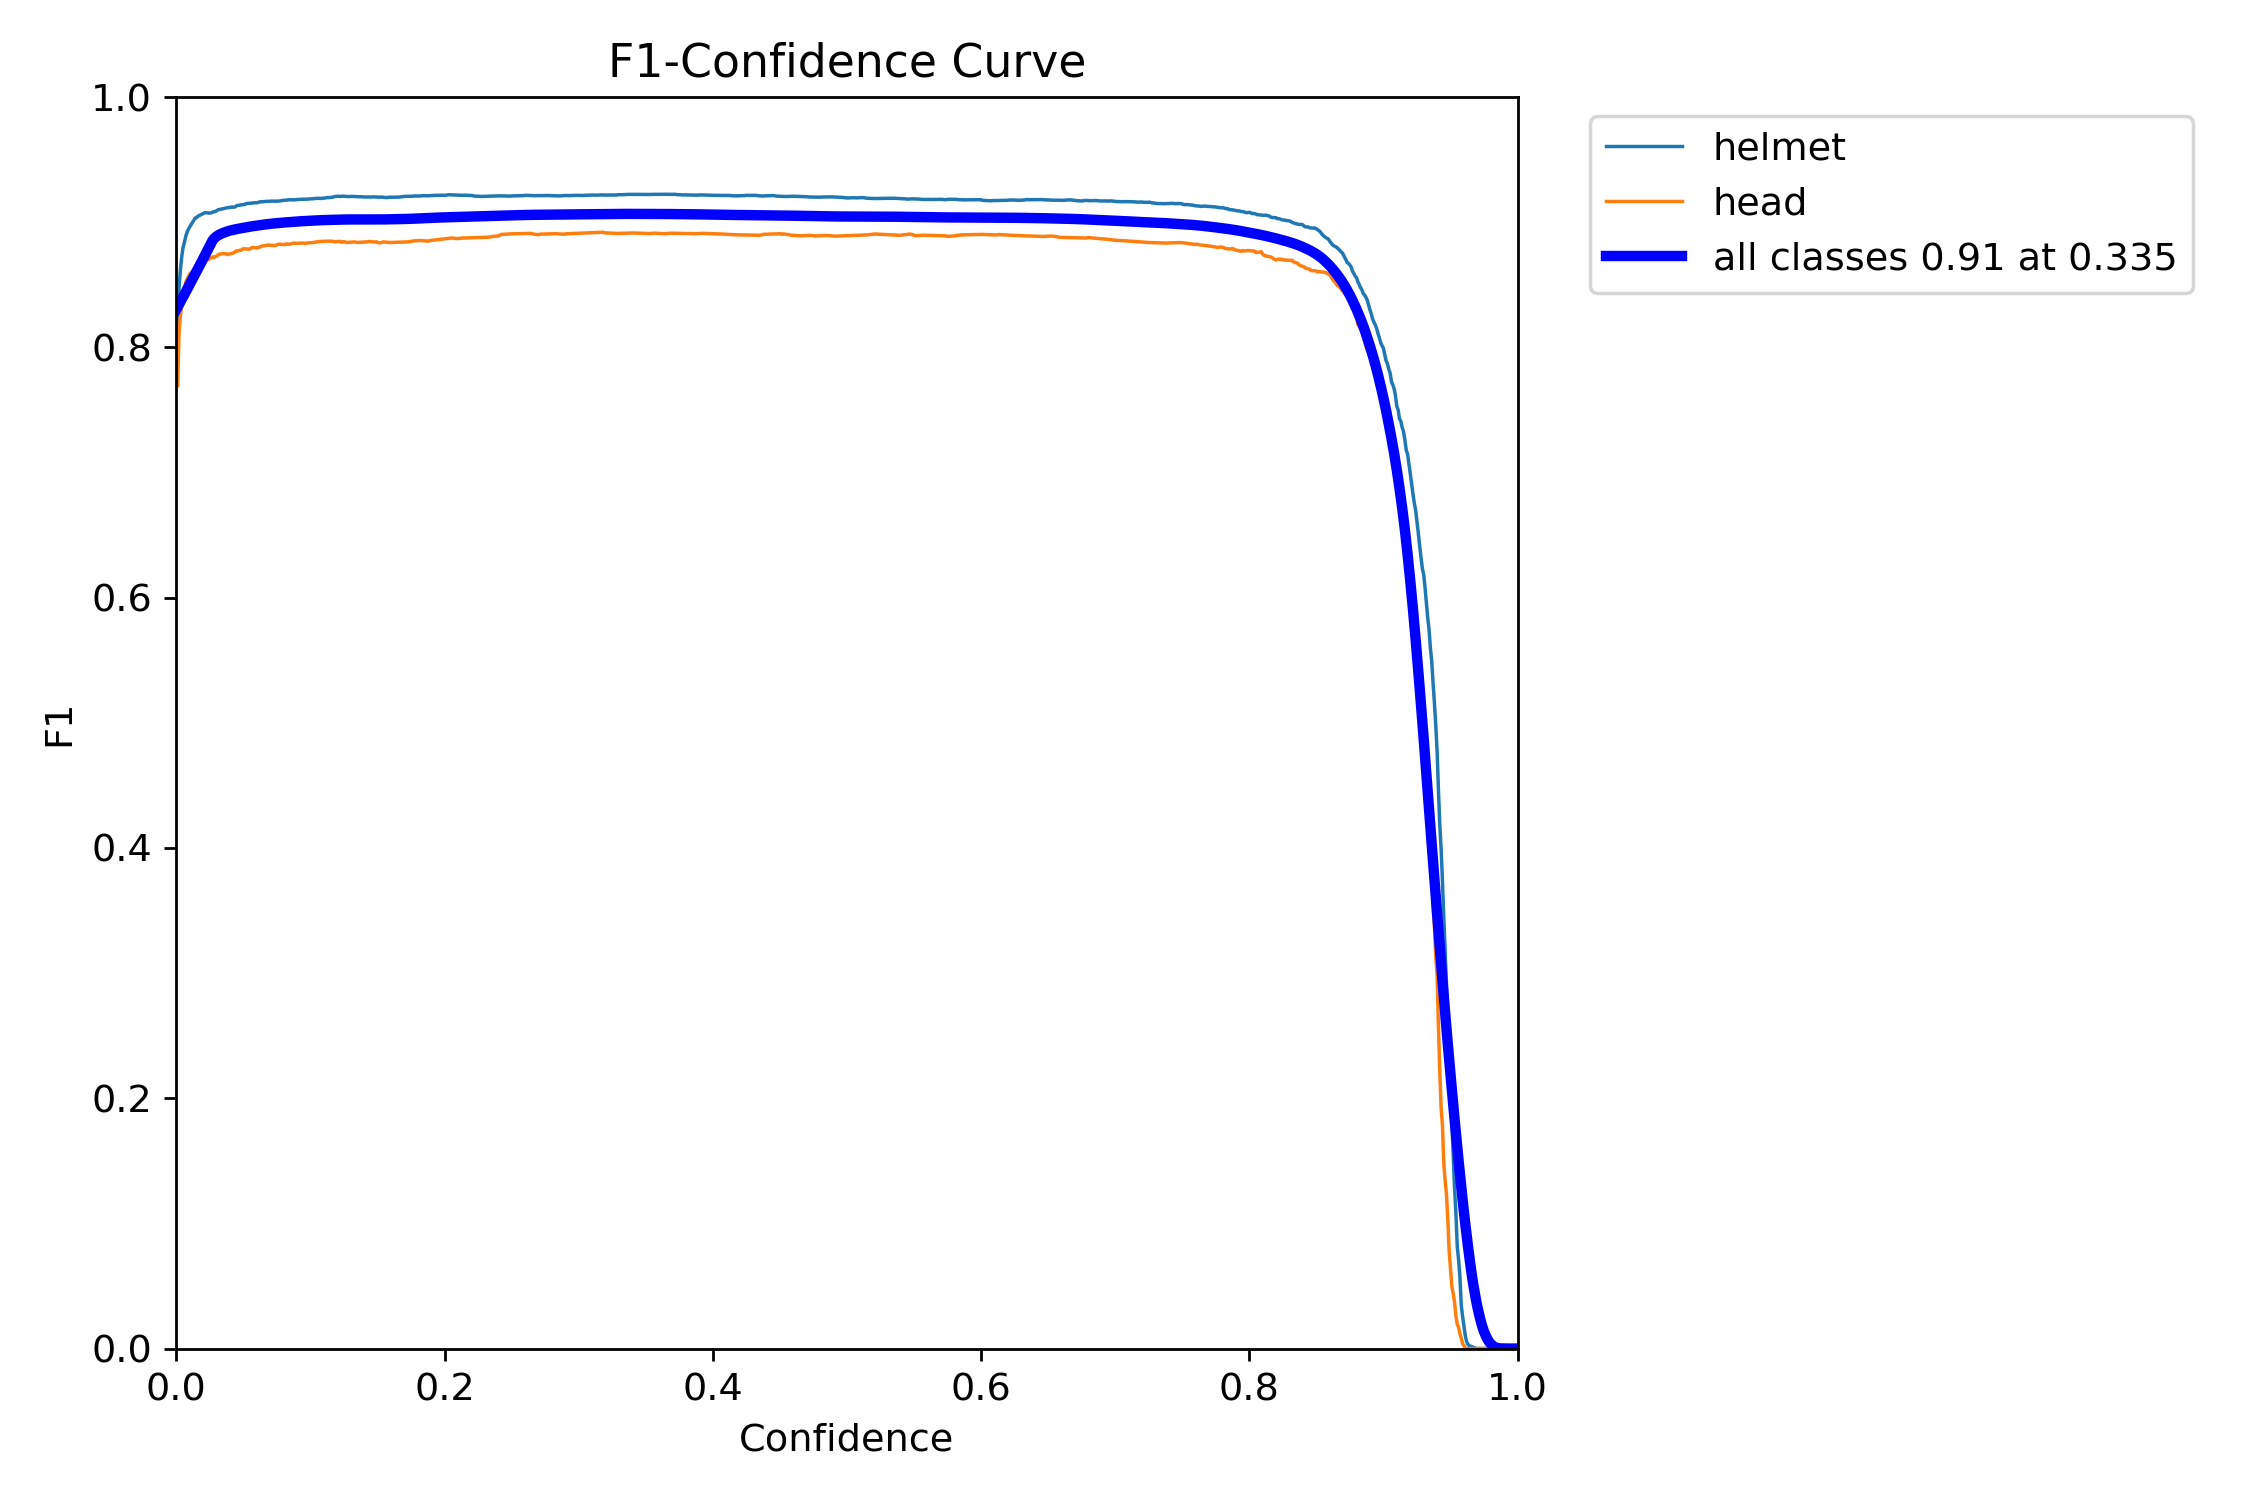 F1-Confidence Curve
1.0
0.8
0.6
0.4
0.2
0.0
F1
0.0 0.2 0.4 0.6 0.8 1.0
Confidence
helmet
head
all classes 0.91 at 0.335